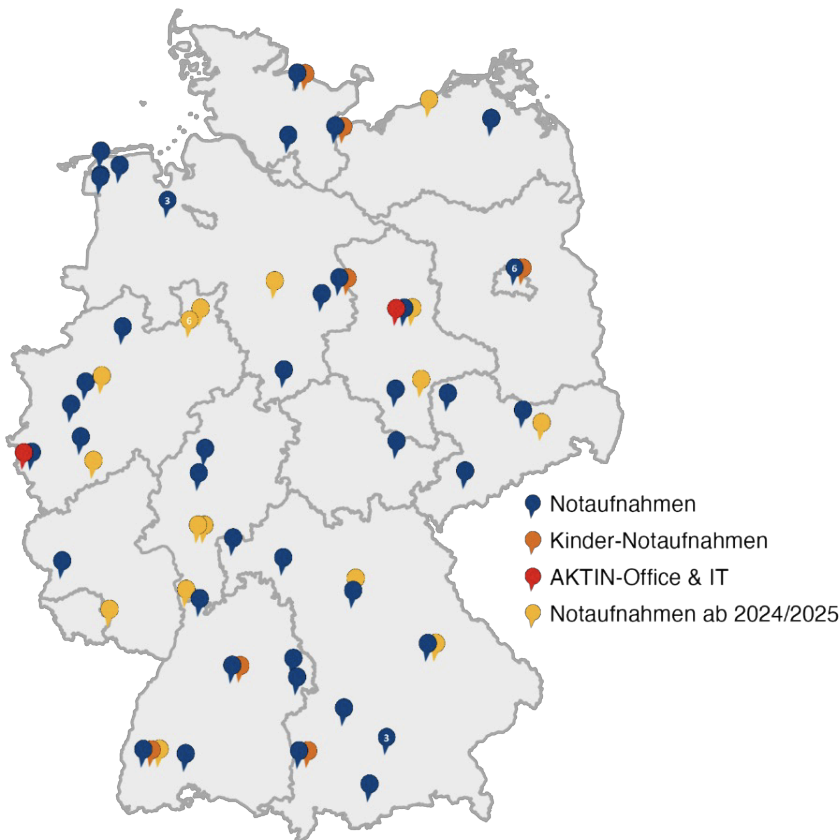 3
6
6
Notaufnahmen
Kinder-Notaufnahmen
AKTIN-Office & IT
Notaufnahmen ab 2024/2025
3